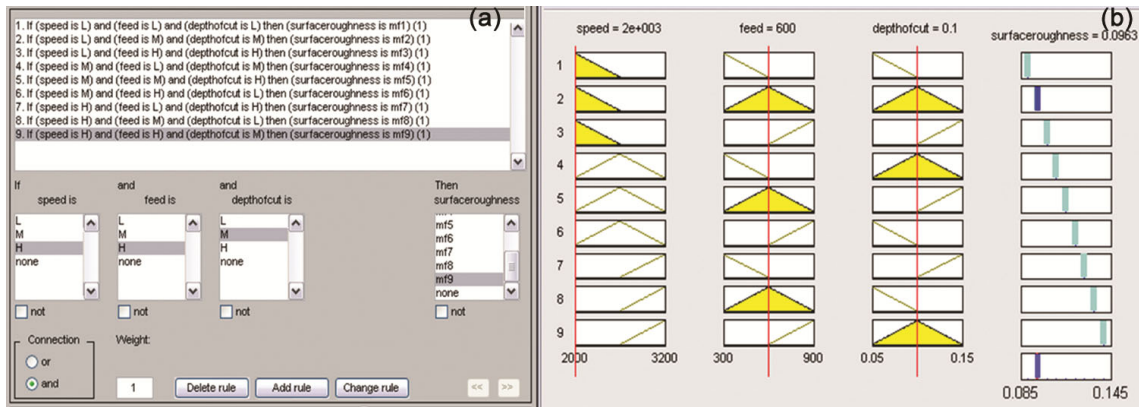 (a)
1. If (speed is L) and (feed is L) and (depthofcut is L) then (surfaceroughness is mf1) (1)
2. If (speed is L) and (feed is M) and (depthofcut is M) then (surfaceroughness is mf2) (1)
3. If (speed is L) and (feed is H) and (depthofcut is H) then (surfaceroughness is mf3) (1)
4. If (speed is M) and (feed is L) and (depthofcut is M) then (surfaceroughness is mf4) (1)
5. If (speed is M) and (feed is M) and (depthofcut is H) then (surfaceroughness is mf5) (1)
6. If (speed is M) and (feed is H) and (depthofcut is L) then (surfaceroughness is mf6) (1)
7. If (speed is H) and (feed is L) and (depthofcut is H) then (surfaceroughness is mf7) (1)
8. If (speed is H) and (feed is M) and (depthofcut is L) then (surfaceroughness is mf8) (1)
9. If (speed is H) and (feed is H) and (depthofcut is M) then (surfaceroughness is mf9) (1)
If
speed is
L
M
H
none
not
and
feed is
L
M
H
none
not
and
depthofcut is
L
M
H
none
not
Then
surfaceroughness
mf5
mf6
mf7
mf8
mf9
none
not
Connection
or
and
Weight:
1
Delete rule
Add rule
Change rule
<<
>>
(b)
speed = 2e+003
feed = 600
depthofcut = 0.1
surfaceroughness = 0.0963
1
2
3
4
5
6
7
8
9
2000
3200
300
900
0.05
0.15
0.085
0.145